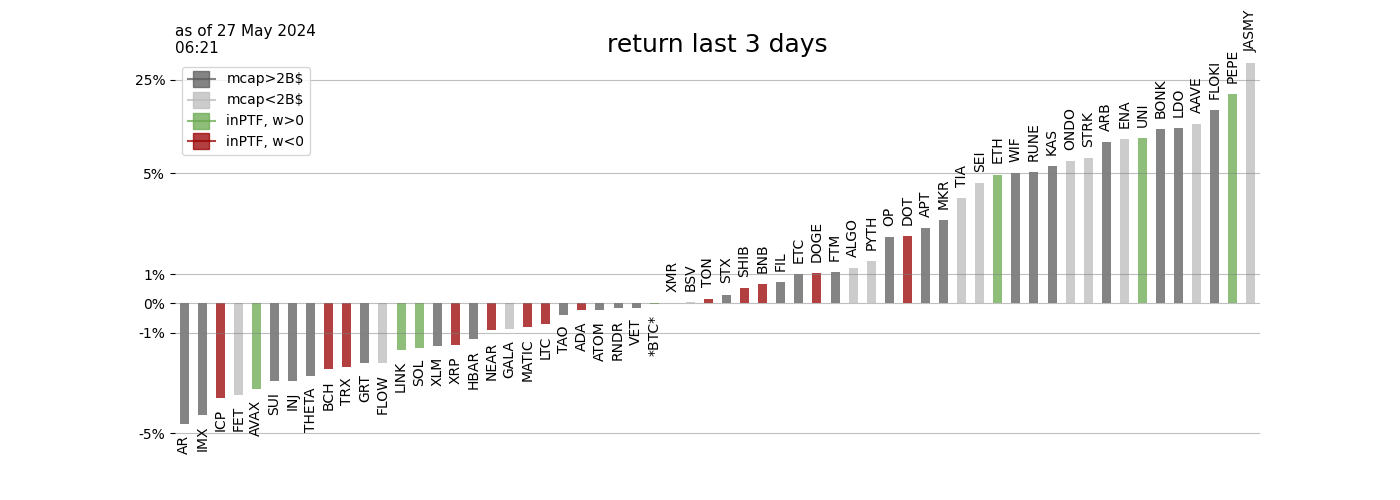 as of 27 May 2024
06:21
return last 3 days
mcap>2B$
mcap<2B$
inPTF, w>0
inPTF, w<0
25%
5%
1%
0%
-1%
-5%
AR
IMX
ICP
FET
AVAX
SUI
INJ
THETA
BCH
TRX
GRT
FLOW
LINK
SOL
XLM
XRP
HBAR
NEAR
GALA
MATIC
LTC
TAO
ADA
ATOM
RNDR
VET
*BTC*
XMR
BSV
TON
STX
SHIB
BNB
FIL
ETC
DOGE
FTM
ALGO
PYTH
OP
DOT
APT
MKR
TIA
SEI
ETH
WIF
RUNE
KAS
ONDO
STRK
ARB
ENA
UNI
BONK
LDO
AAVE
FLOKI
PEPE
JASMY